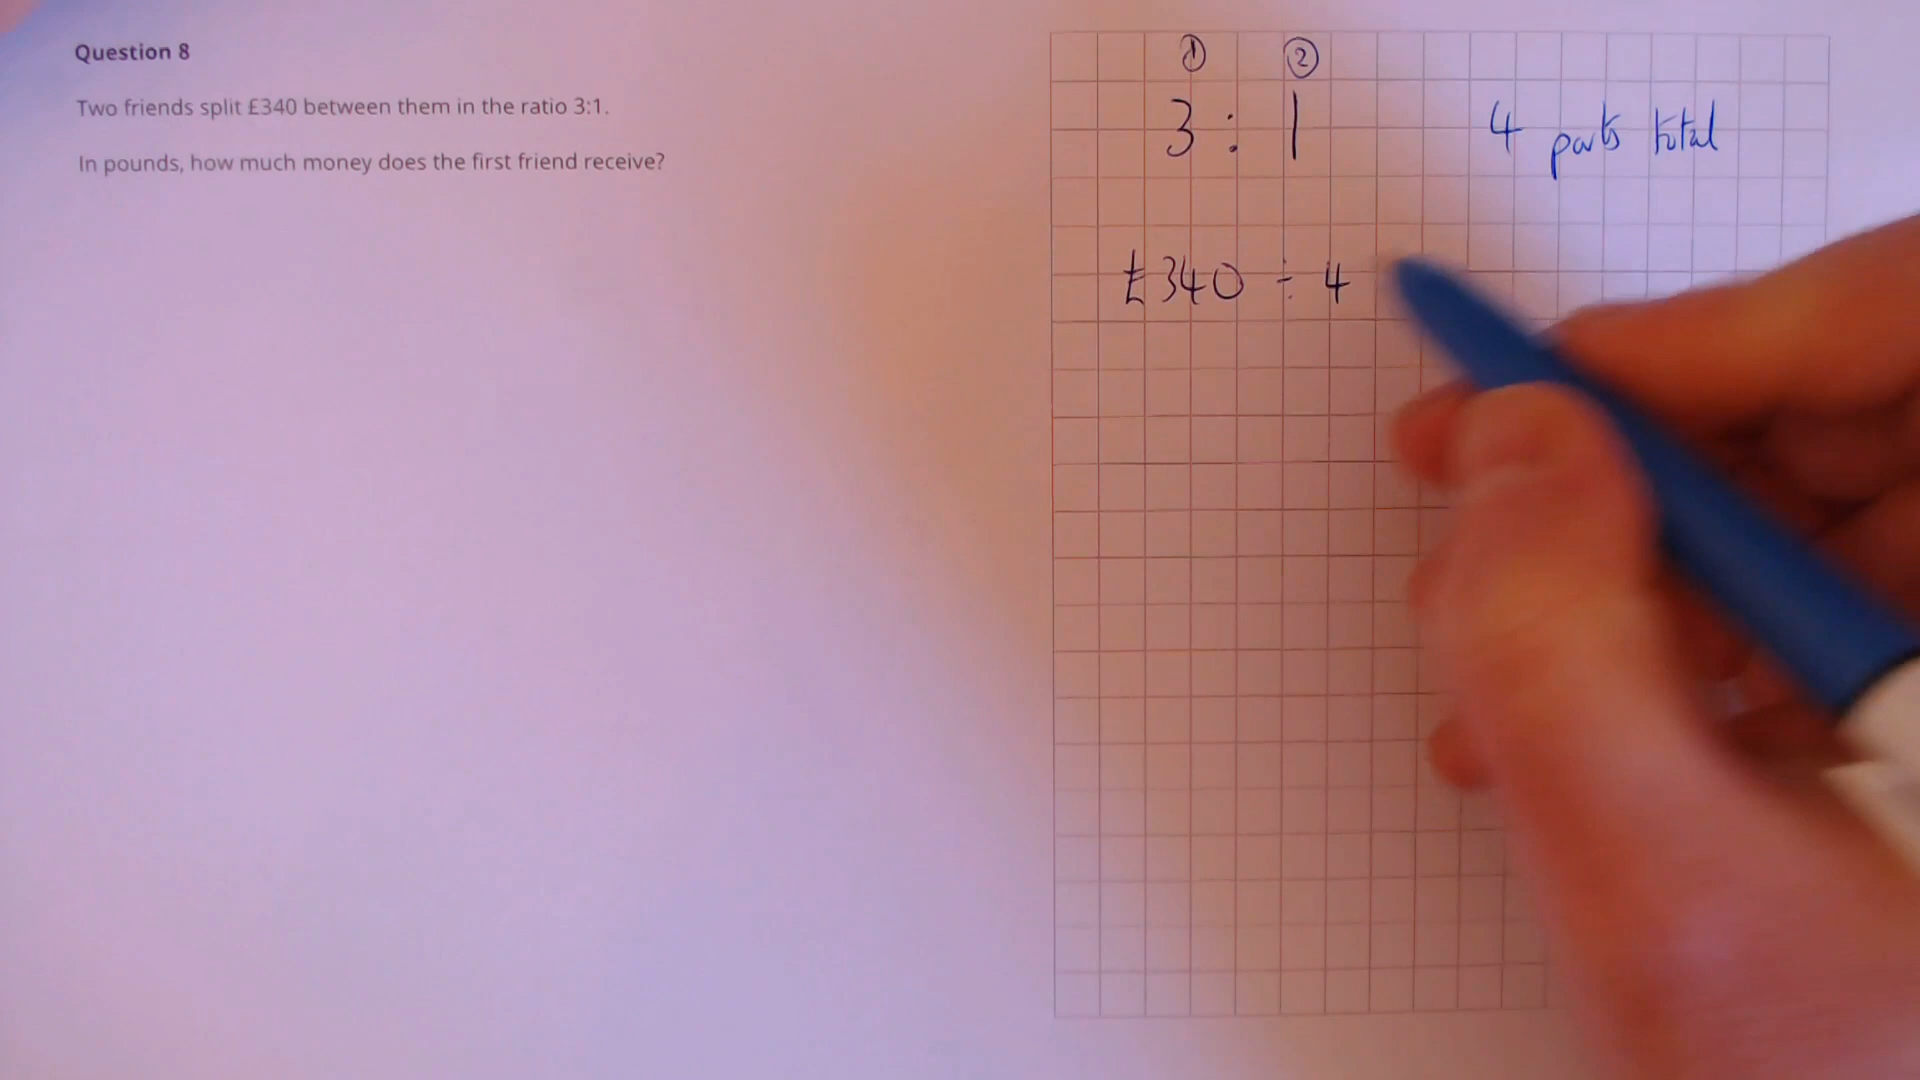 Question 8
Two friends split £340 between them in the ratio 3:1.
In pounds, how much money does the first friend receive?
① ②
3 : 1 4 parts total
£340 ÷ 4